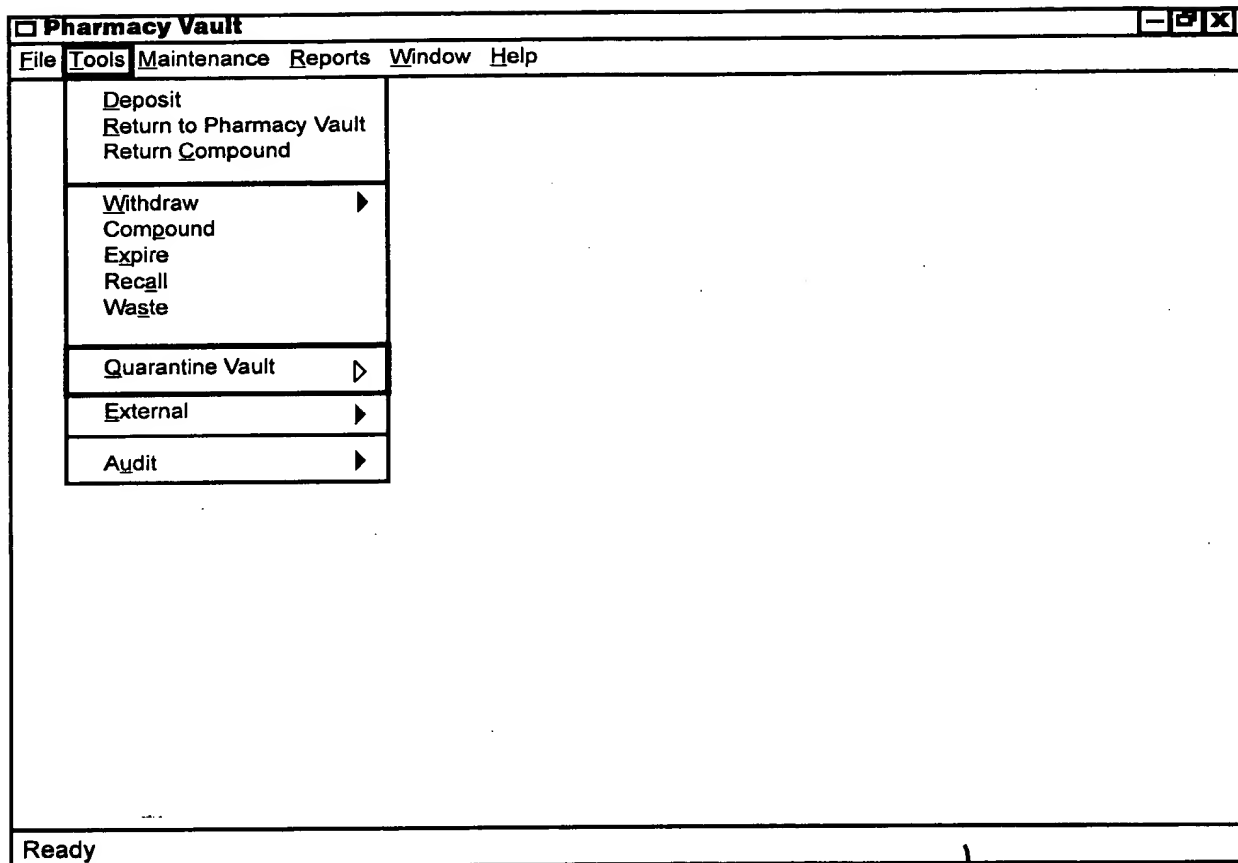 Pharmacy Vault
File Tools Maintenance Reports Window Help
Deposit
Return to Pharmacy Vault
Return Compound
Withdraw
Compound
Expire
Recall
Waste
Quarantine Vault
External
Audit
Ready